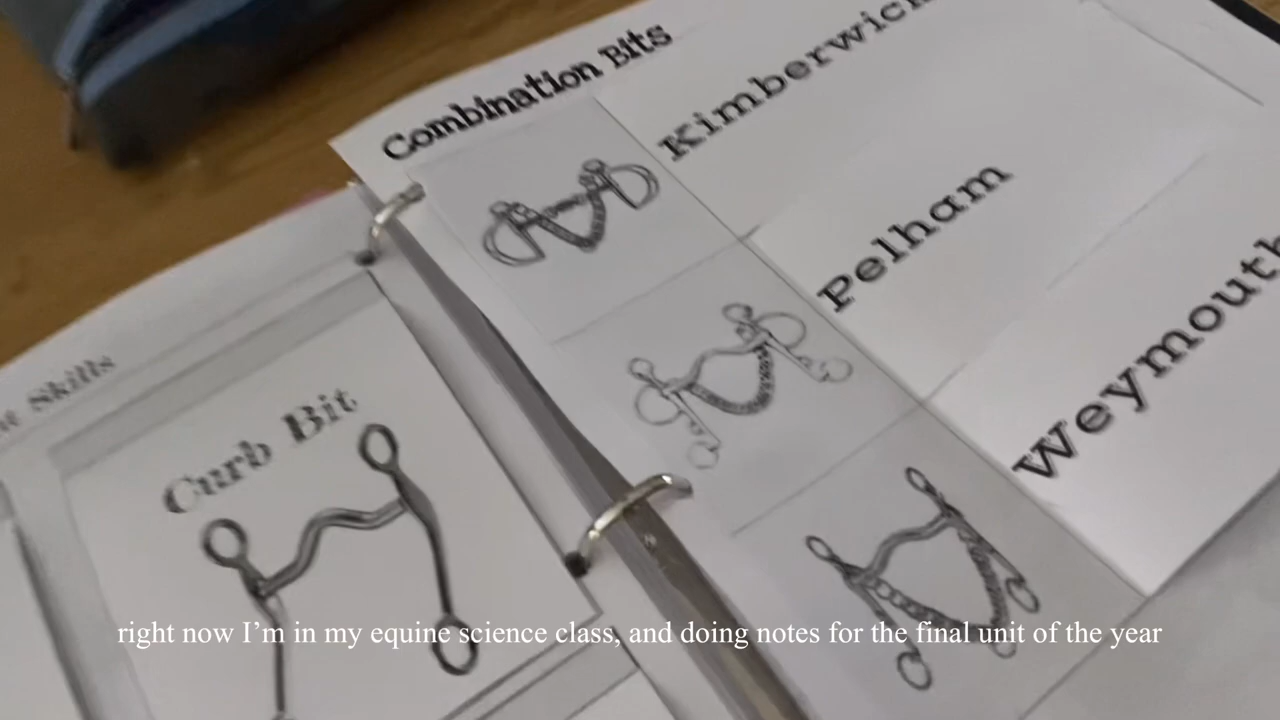 Skills
Curb Bit
Combination Bits
Kimberwick
Pelham
Weymouth
right now I’m in my equine science class, and doing notes for the final unit of the year